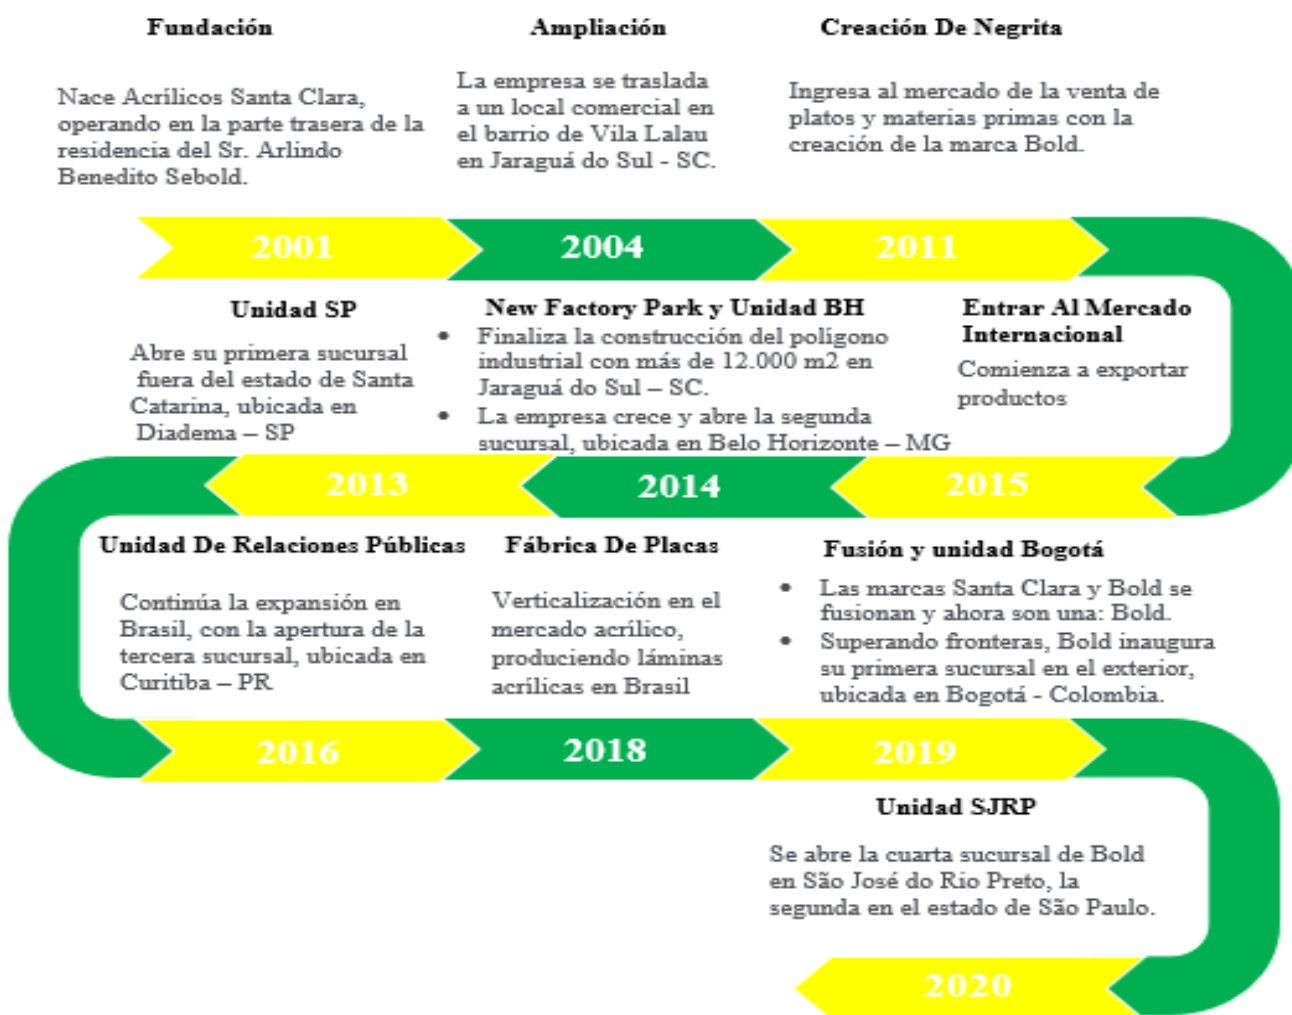 Fundación
Nace Acrílicos Santa Clara,
operando en la parte trasera de la
residencia del Sr. Arlindo
Benedito Sebold.
Ampliación
La empresa se traslada
a un local comercial en
el barrio de Vila Lalau
en Jaraguá do Sul - SC.
Creación De Negrita
Ingresa al mercado de la venta de
platos y materias primas con la
creación de la marca Bold.
2001
2004
2011
Unidad SP
Abre su primera sucursal
fuera del estado de Santa
Catarina, ubicada en
Diadema – SP
New Factory Park y Unidad BH
• Finaliza la construcción del polígono
industrial con más de 12.000 m2 en
Jaraguá do Sul – SC.
• La empresa crece y abre la segunda
sucursal, ubicada en Belo Horizonte – MG
Entrar Al Mercado
Internacional
Comienza a exportar
productos
2013
2014
2015
Unidad De Relaciones Públicas
Continúa la expansión en
Brasil, con la apertura de la
tercera sucursal, ubicada en
Curitiba – PR
Fábrica De Placas
Verticalización en el
mercado acrílico,
produciendo láminas
acrílicas en Brasil
Fusión y unidad Bogotá
• Las marcas Santa Clara y Bold se
fusionan y ahora son una: Bold.
• Superando fronteras, Bold inaugura
su primera sucursal en el exterior,
ubicada en Bogotá - Colombia.
2016
2018
2019
Unidad SJRP
Se abre la cuarta sucursal de Bold
en São José do Rio Preto, la
segunda en el estado de São Paulo.
2020